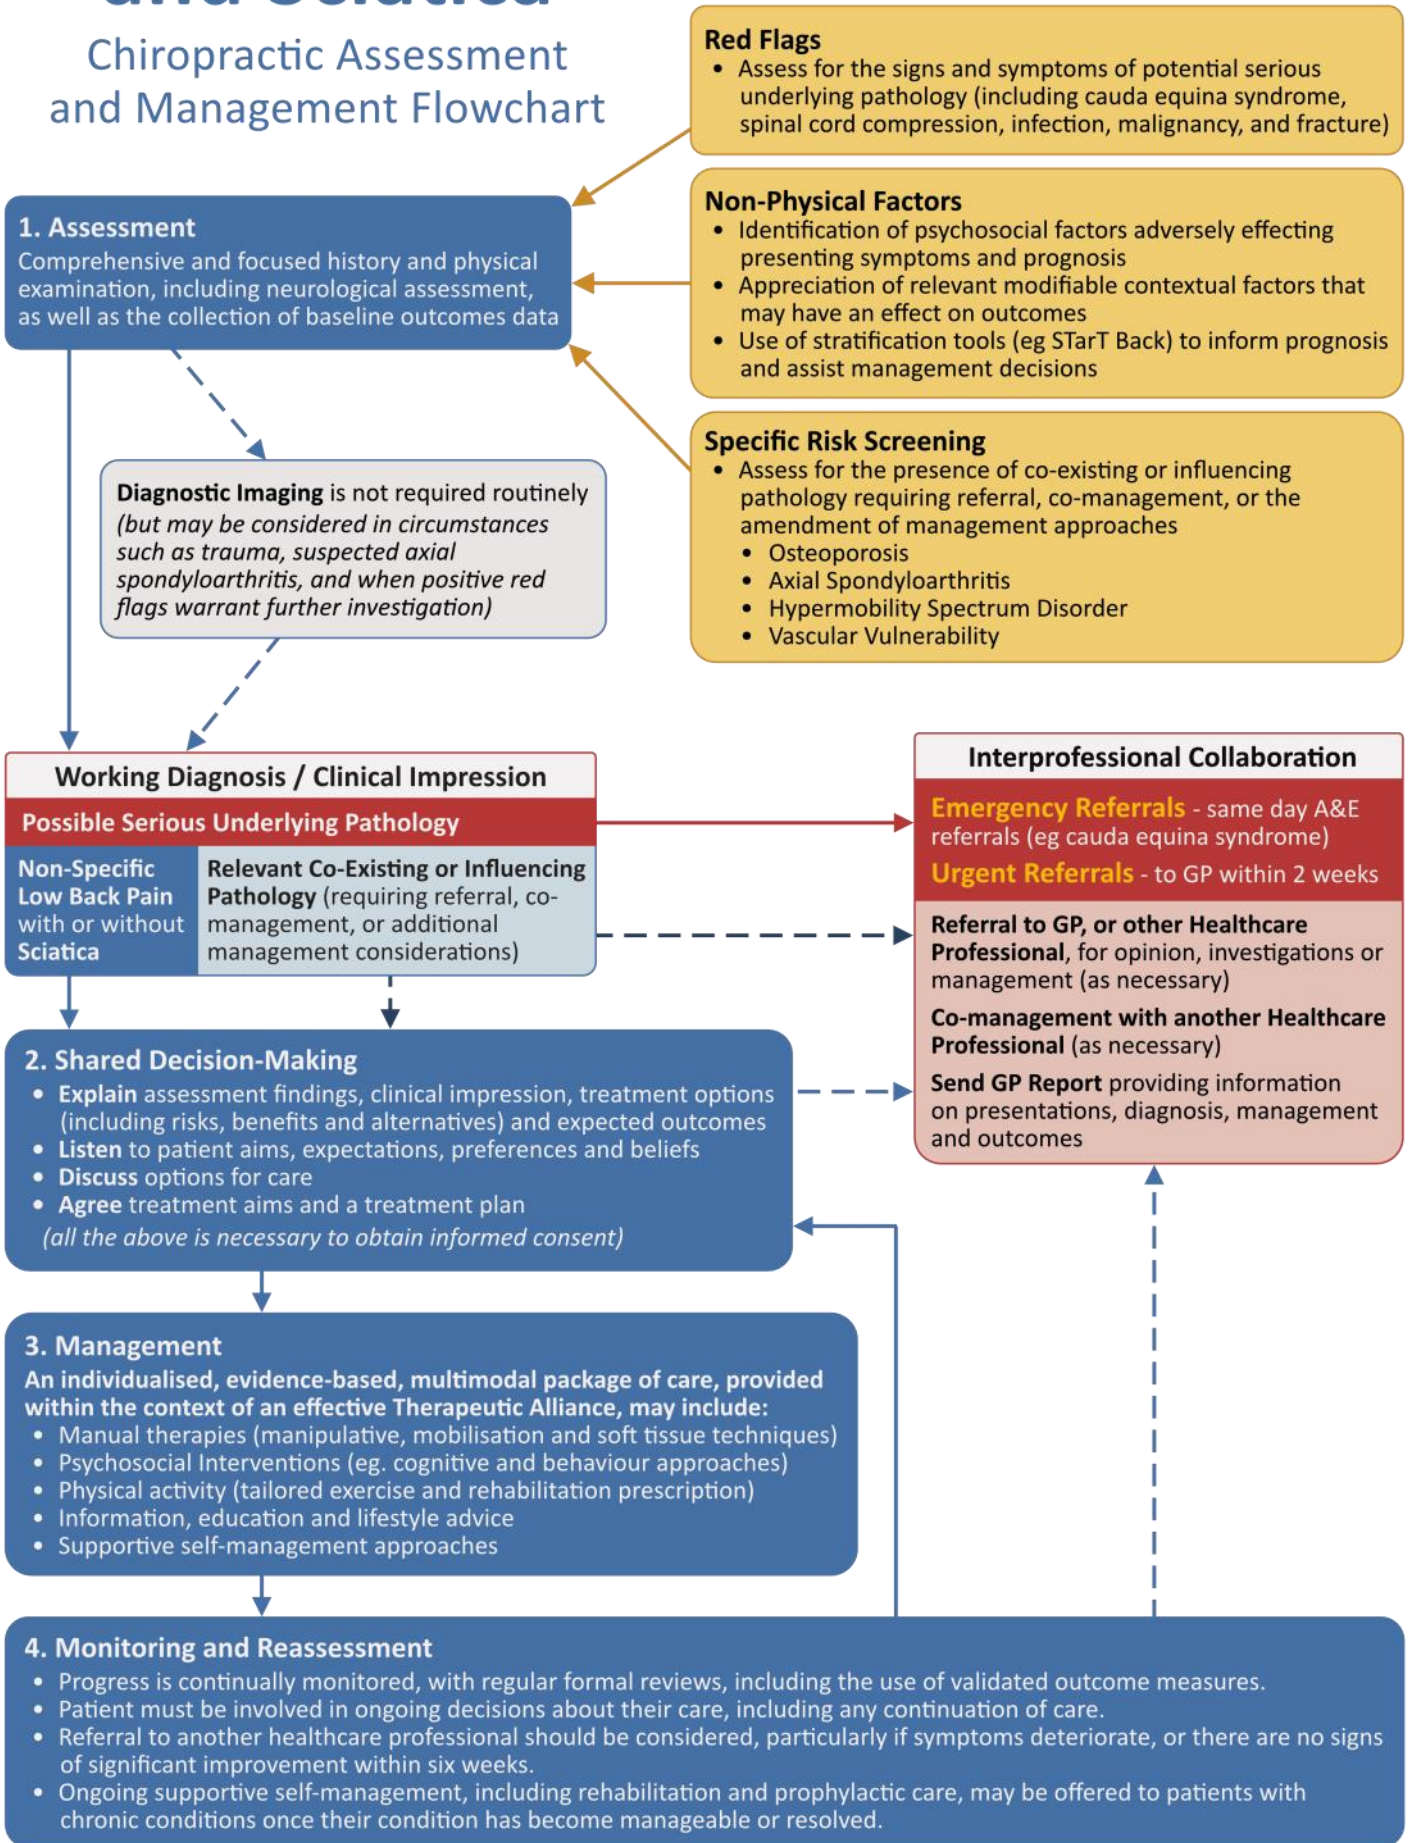 and Sciatica
Chiropractic Assessment
and Management Flowchart
Red Flags
• Assess for the signs and symptoms of potential serious
underlying pathology (including cauda equina syndrome,
spinal cord compression, infection, malignancy, and fracture)
Non-Physical Factors
• Identification of psychosocial factors adversely effecting
presenting symptoms and prognosis
• Appreciation of relevant modifiable contextual factors that
may have an effect on outcomes
• Use of stratification tools (eg STarT Back) to inform prognosis
and assist management decisions
Specific Risk Screening
• Assess for the presence of co-existing or influencing
pathology requiring referral, co-management, or the
amendment of management approaches
• Osteoporosis
• Axial Spondyloarthritis
• Hypermobility Spectrum Disorder
• Vascular Vulnerability
1. Assessment
Comprehensive and focused history and physical
examination, including neurological assessment,
as well as the collection of baseline outcomes data
Diagnostic Imaging is not required routinely
(but may be considered in circumstances
such as trauma, suspected axial
spondyloarthritis, and when positive red
flags warrant further investigation)
Working Diagnosis / Clinical Impression
Possible Serious Underlying Pathology
Non-Specific
Low Back Pain
with or without
Sciatica
Relevant Co-Existing or Influencing
Pathology (requiring referral, co-
management, or additional
management considerations)
Interprofessional Collaboration
Emergency Referrals - same day A&E
referrals (eg cauda equina syndrome)
Urgent Referrals - to GP within 2 weeks
Referral to GP, or other Healthcare
Professional, for opinion, investigations or
management (as necessary)
Co-management with another Healthcare
Professional (as necessary)
Send GP Report providing information
on presentations, diagnosis, management
and outcomes
2. Shared Decision-Making
• Explain assessment findings, clinical impression, treatment options
(including risks, benefits and alternatives) and expected outcomes
• Listen to patient aims, expectations, preferences and beliefs
• Discuss options for care
• Agree treatment aims and a treatment plan
(all the above is necessary to obtain informed consent)
3. Management
An individualised, evidence-based, multimodal package of care, provided
within the context of an effective Therapeutic Alliance, may include:
• Manual therapies (manipulative, mobilisation and soft tissue techniques)
• Psychosocial Interventions (eg. cognitive and behaviour approaches)
• Physical activity (tailored exercise and rehabilitation prescription)
• Information, education and lifestyle advice
• Supportive self-management approaches
4. Monitoring and Reassessment
• Progress is continually monitored, with regular formal reviews, including the use of validated outcome measures.
• Patient must be involved in ongoing decisions about their care, including any continuation of care.
• Referral to another healthcare professional should be considered, particularly if symptoms deteriorate, or there are no signs
of significant improvement within six weeks.
• Ongoing supportive self-management, including rehabilitation and prophylactic care, may be offered to patients with
chronic conditions once their condition has become manageable or resolved.